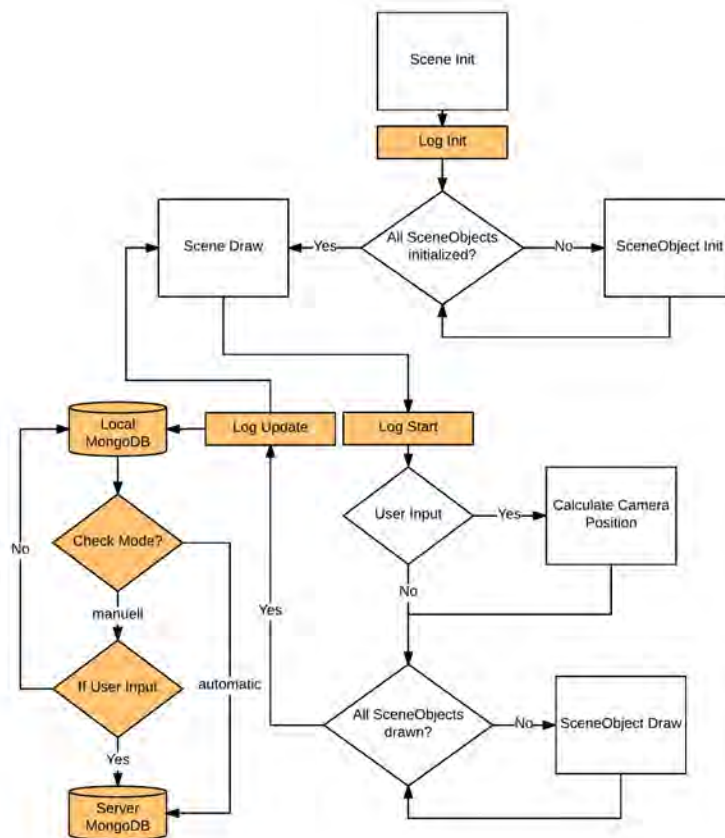 Scene Init
Log Init
Scene Draw
Yes
All SceneObjects
initialized?
No
SceneObject Init
Local
MongoDB
Log Update
Log Start
User Input
Yes
Calculate Camera
Position
Check Mode?
No
No
manuell
Yes
If User Input
automatic
All SceneObjects
drawn?
No
SceneObject Draw
Yes
Server
MongoDB